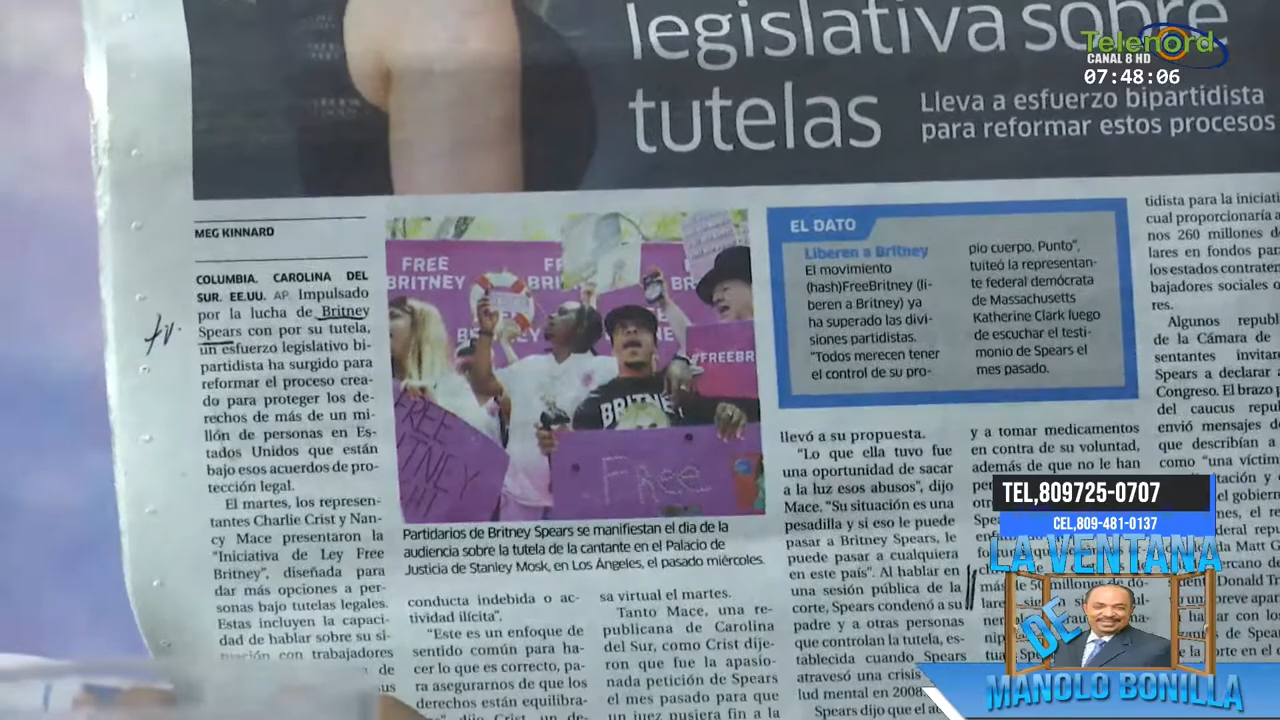 legislativa sobre
tutelas
Lleva a esfuerzo bipartidista
para reformar estos procesos
Telenord
CANAL 8 HD
07:48:06
MEG KINNARD
COLUMBIA. CAROLINA DEL
SUR. EE.UU. AP Impulsado
por la lucha de Britney
Spears con por su tutela,
un esfuerzo legislativo bi-
partidista ha surgido para
reformar el proceso crea-
do para proteger los de-
rechos de más de un mi-
llón de personas en Es-
tados Unidos que están
bajo esos acuerdos de pro-
tección legal.
El martes, los represen-
tantes Charlie Crist y Nan-
cy Mace presentaron la
"Iniciativa de Ley Free
Britney", diseñada para
dar más opciones a per-
sonas bajo tutelas legales.
Estas incluyen la capaci-
dad de hablar sobre su si-
tuación con trabajadores
de
FREE
BRITNEY
#FREEBR
BRITNE
FREE
Free
Partidarios de Britney Spears se manifiestan el día de la
audiencia sobre la tutela de la cantante en el Palacio de
Justicia de Stanley Mosk, en Los Ángeles, el pasado miércoles.
conducta indebida o ac-
tividad ilícita".
"Este es un enfoque de
sentido común para ha-
cer lo que es correcto, pa-
ra asegurarnos de que los
derechos están equilibra-
sa virtual el martes.
Tanto Mace, una re-
publicana de Carolina
del Sur, como Crist dije-
ron que fue la apasio-
nada petición de Spears
el mes pasado para que
un juez pusiera fin a la
EL DATO
Liberen a Britney
El movimiento
(hash)FreeBritney (li-
beren a Britney) ya
ha superado las divi-
siones partidistas.
"Todos merecen tener
el control de su pro-
pio cuerpo. Punto",
tuiteó la representan-
te federal demócrata
de Massachusetts
Katherine Clark luego
de escuchar el testi-
monio de Spears el
mes pasado.
llevó a su propuesta.
"Lo que ella tuvo fue
una oportunidad de sacar
a la luz esos abusos", dijo
Mace. "Su situación es una
pesadilla y si eso le puede
pasar a Britney Spears, le
puede pasar a cualquiera
en este país". Al hablar en
una sesión pública de la
corte, Spears condenó a su
padre y a otras personas
que controlan la tutela, es-
tablecida cuando Spears
atravesó una crisis
lud mental en 2008.
Spears dijo que el
y a tomar medicamentos
en contra de su voluntad,
además de que no le han
tidista para la iniciati
cual proporcionaría a
nos 260 millones d
lares en fondos par
los estados contraten
bajadores sociales o
res.
Algunos republ
de la Cámara de
sentantes invitar
Spears a declarar a
Congreso. El brazo
del caucus repu
envió mensajes d
que describían a
como "una víctim
TEL,809725-0707
CEL,809-481-0137
LA VENTANA
DE
MANOLO BONILLA